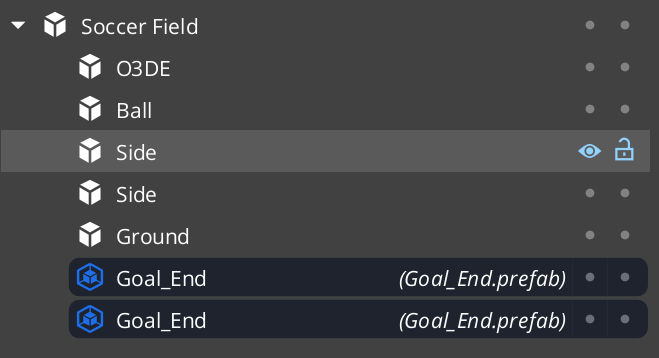 Soccer Field
O3DE
Ball
Side
Side
Ground
Goal_End (Goal_End.prefab)
Goal_End (Goal_End.prefab)